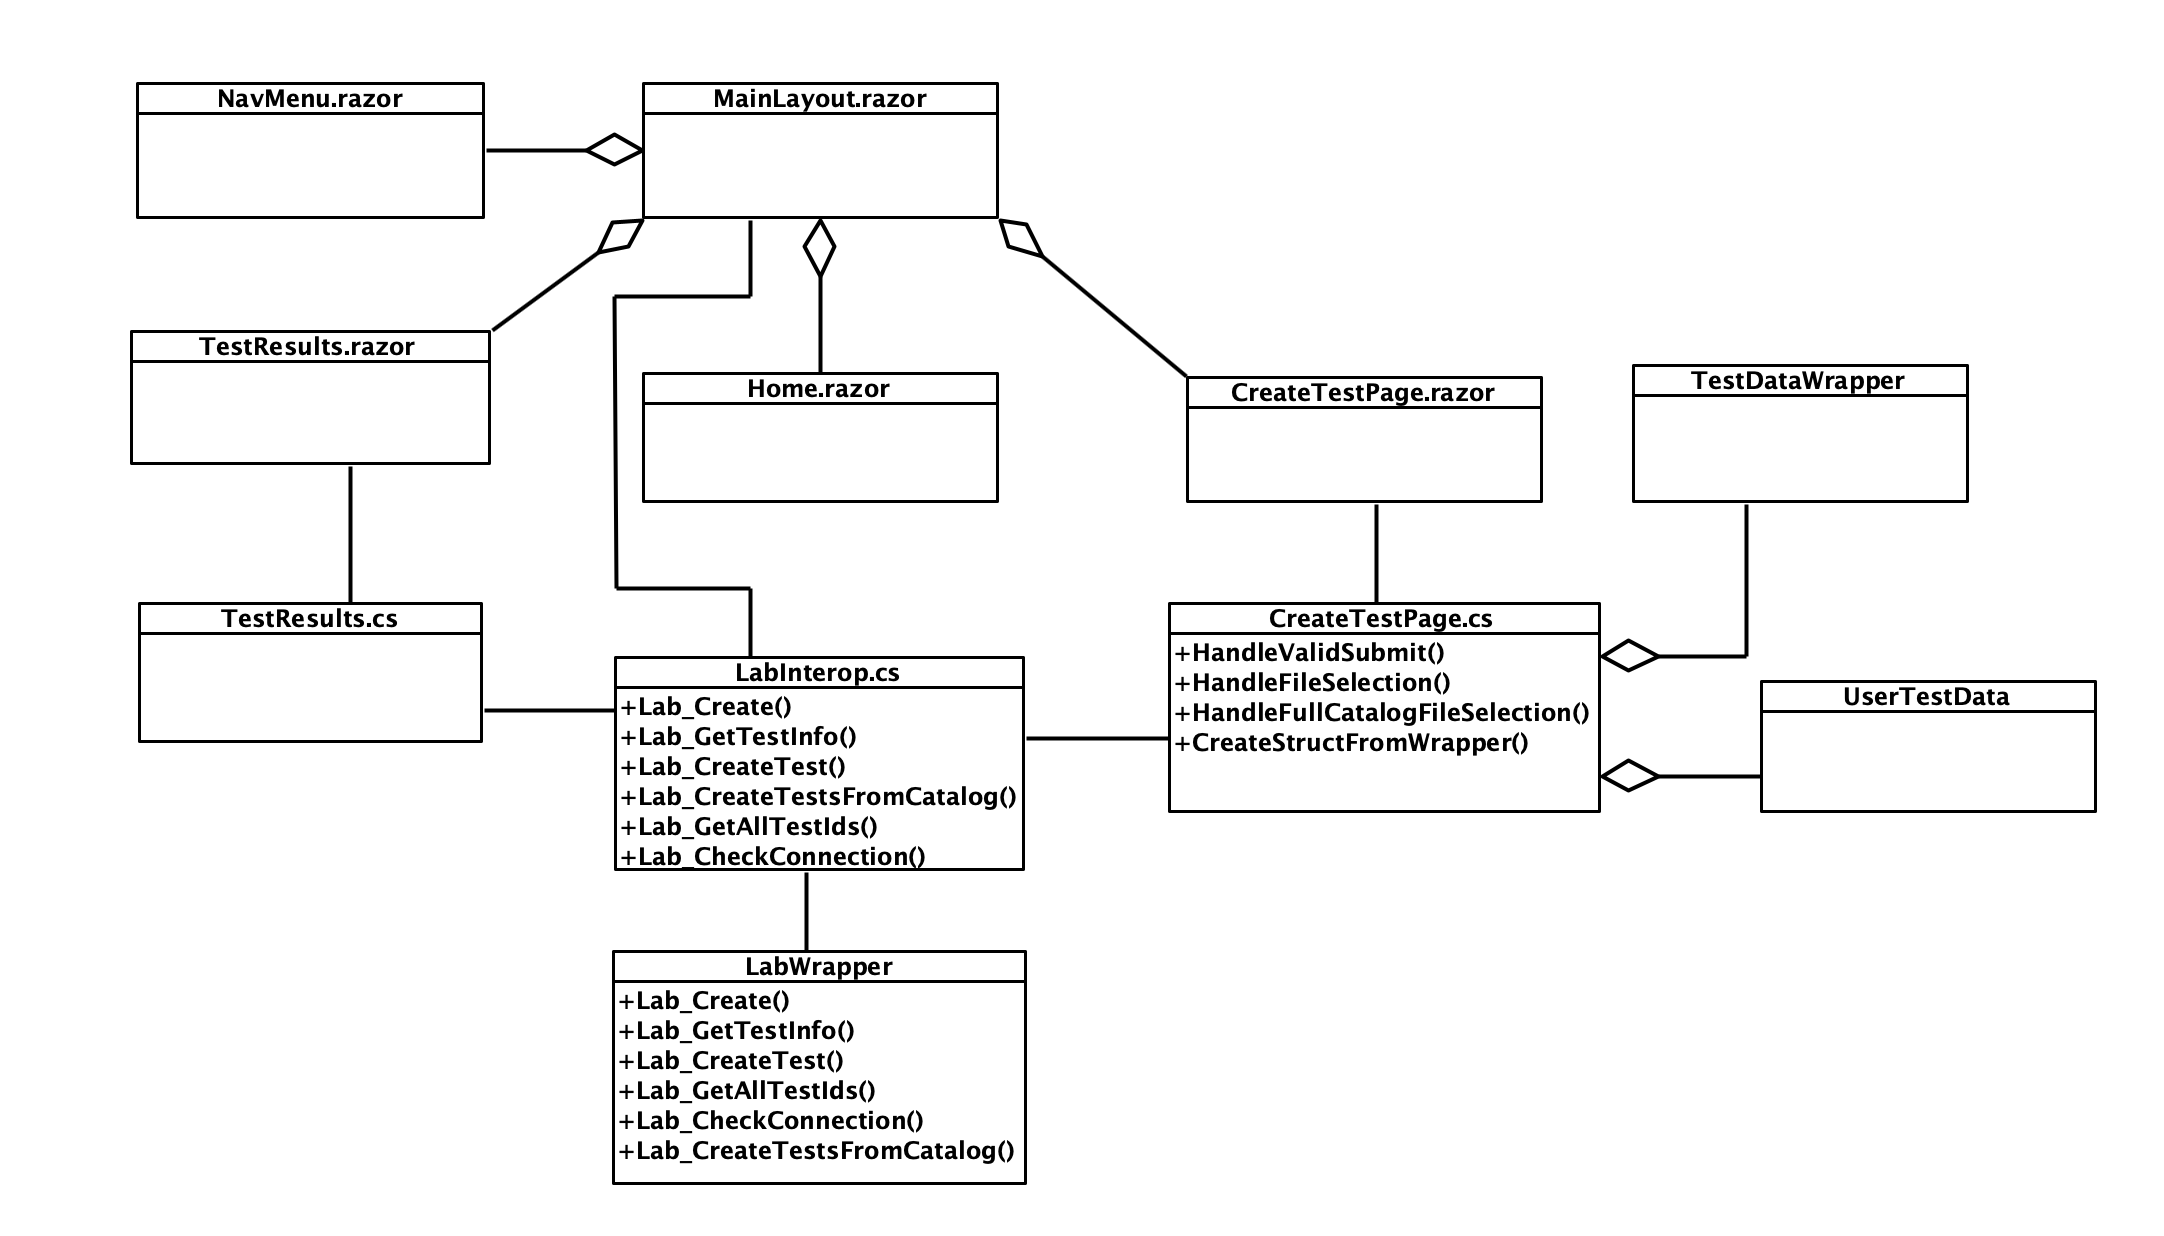 NavMenu.razor
MainLayout.razor
TestResults.razor
Home.razor
CreateTestPage.razor
TestDataWrapper
TestResults.cs
LabInterop.cs
+Lab_Create()
+Lab_GetTestInfo()
+Lab_CreateTest()
+Lab_CreateTestsFromCatalog()
+Lab_GetAllTestIds()
+Lab_CheckConnection()
CreateTestPage.cs
+HandleValidSubmit()
+HandleFileSelection()
+HandleFullCatalogFileSelection()
+CreateStructFromWrapper()
UserTestData
LabWrapper
+Lab_Create()
+Lab_GetTestInfo()
+Lab_CreateTest()
+Lab_GetAllTestIds()
+Lab_CheckConnection()
+Lab_CreateTestsFromCatalog()